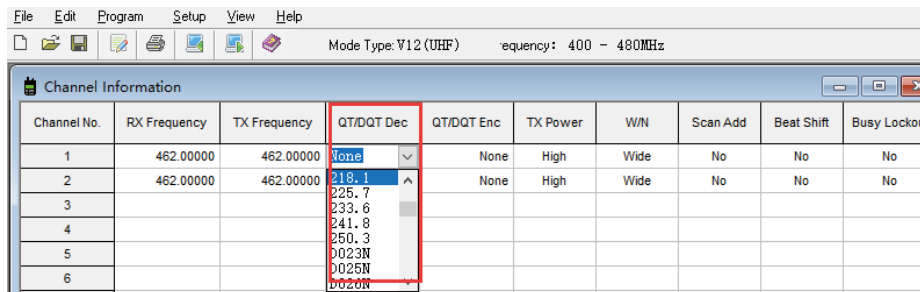 File Edit Program Setup View Help
Mode Type: V12(UHF) requency: 400 - 480MHz
Channel Information
Channel No. RX Frequency TX Frequency QT/DQT Dec QT/DQT Enc TX Power W/N Scan Add Beat Shift Busy Lockou
1 462.00000 462.00000 None None High Wide No No No
2 462.00000 462.00000 218.1 None High Wide No No No
225.7
3 233.6
4 241.8
250.3
5 D023N
D025N
6 D026N